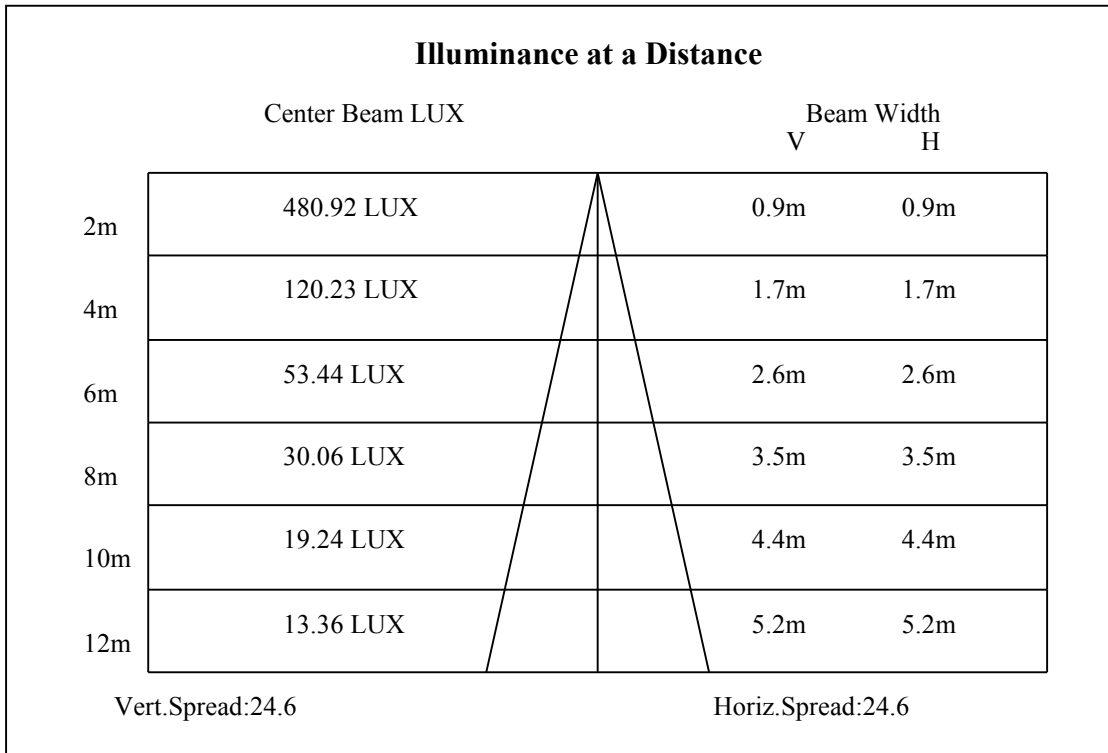 Illuminance at a Distance
Center Beam LUX Beam Width
V H
2m 480.92 LUX 0.9m 0.9m
4m 120.23 LUX 1.7m 1.7m
6m 53.44 LUX 2.6m 2.6m
8m 30.06 LUX 3.5m 3.5m
10m 19.24 LUX 4.4m 4.4m
12m 13.36 LUX 5.2m 5.2m
Vert.Spread:24.6 Horiz.Spread:24.6